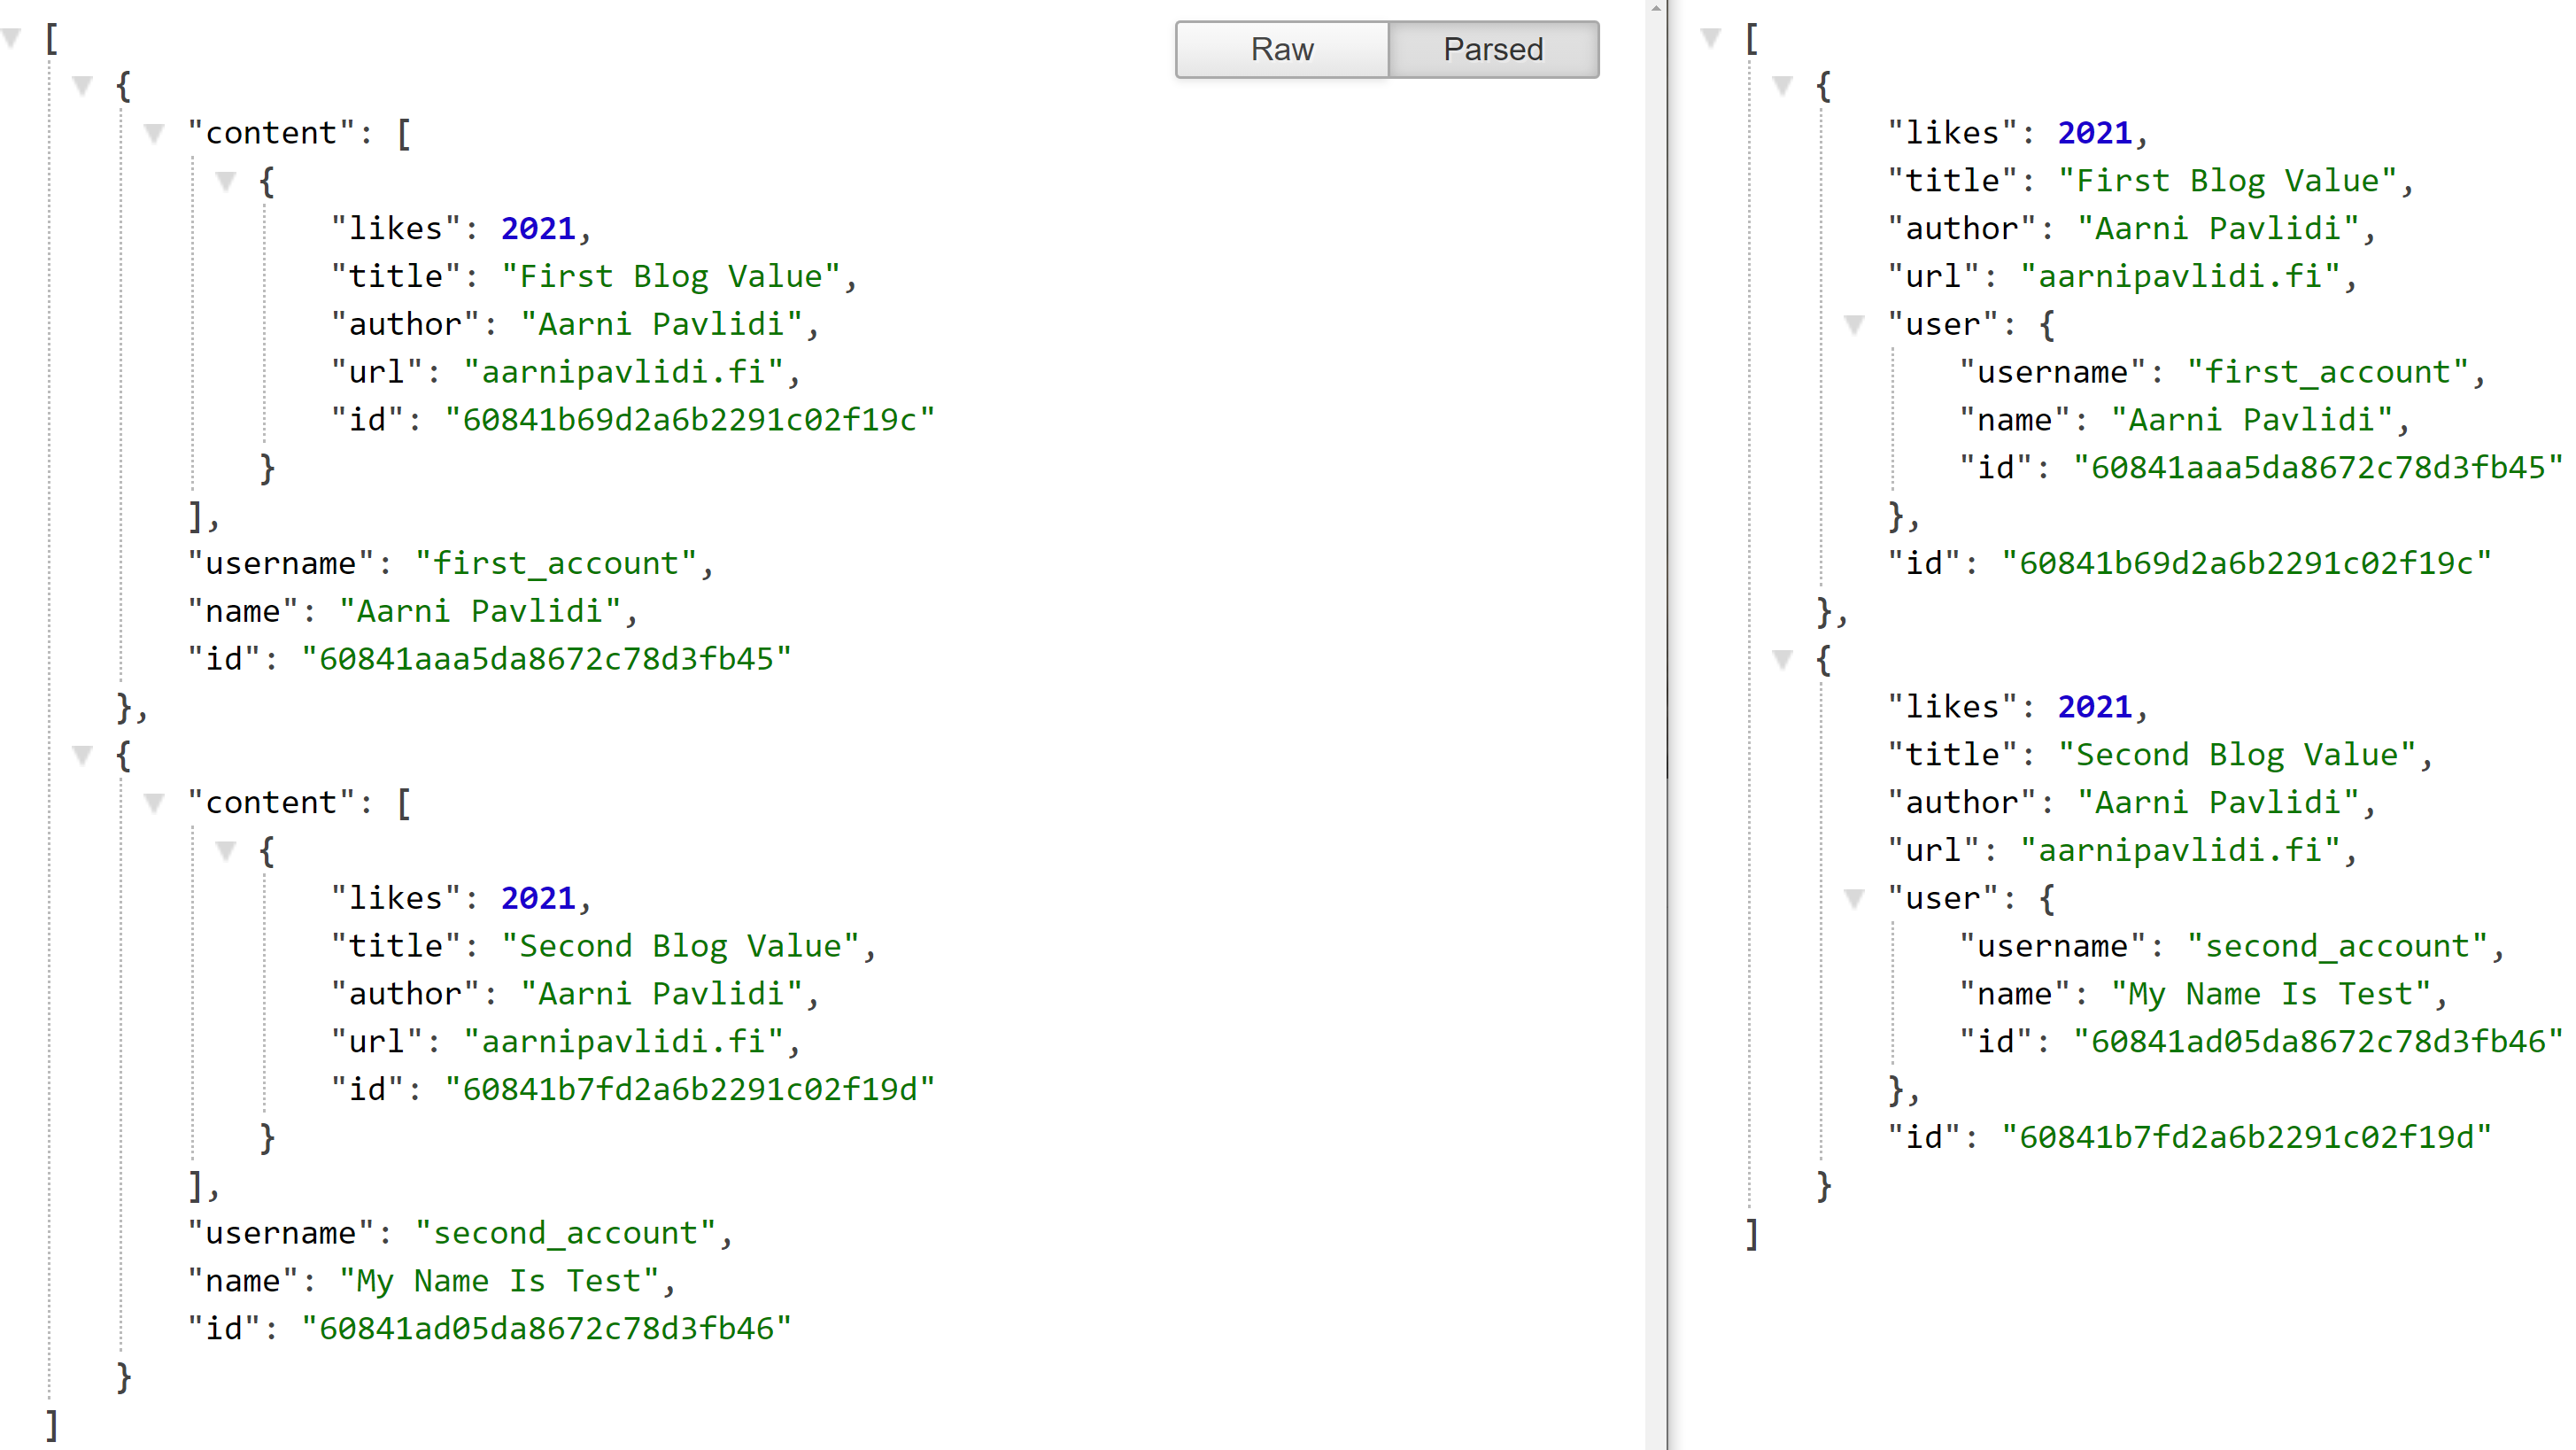 [
Raw Parsed
{
"content": [
{
"likes": 2021,
"title": "First Blog Value",
"author": "Aarni Pavlidi",
"url": "aarnipavlidi.fi",
"id": "60841b69d2a6b2291c02f19c"
}
],
"username": "first_account",
"name": "Aarni Pavlidi",
"id": "60841aaa5da8672c78d3fb45"
},
{
"content": [
{
"likes": 2021,
"title": "Second Blog Value",
"author": "Aarni Pavlidi",
"url": "aarnipavlidi.fi",
"id": "60841b7fd2a6b2291c02f19d"
}
],
"username": "second_account",
"name": "My Name Is Test",
"id": "60841ad05da8672c78d3fb46"
}
]
[
{
"likes": 2021,
"title": "First Blog Value",
"author": "Aarni Pavlidi",
"url": "aarnipavlidi.fi",
"user": {
"username": "first_account",
"name": "Aarni Pavlidi",
"id": "60841aaa5da8672c78d3fb45"
},
"id": "60841b69d2a6b2291c02f19c"
},
{
"likes": 2021,
"title": "Second Blog Value",
"author": "Aarni Pavlidi",
"url": "aarnipavlidi.fi",
"user": {
"username": "second_account",
"name": "My Name Is Test",
"id": "60841ad05da8672c78d3fb46"
},
"id": "60841b7fd2a6b2291c02f19d"
}
]